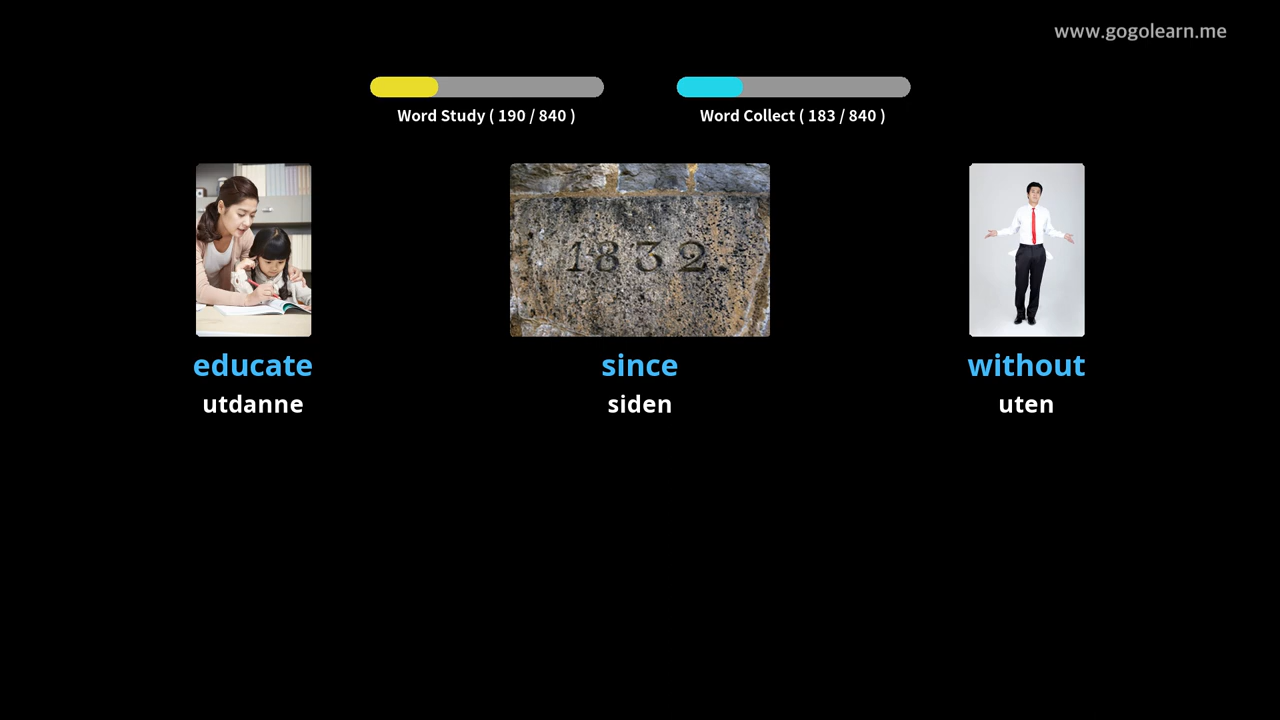 www.gogolearn.me
Word Study ( 190 / 840 )
Word Collect ( 183 / 840 )
1832
educate
since
without
utdanne
siden
uten